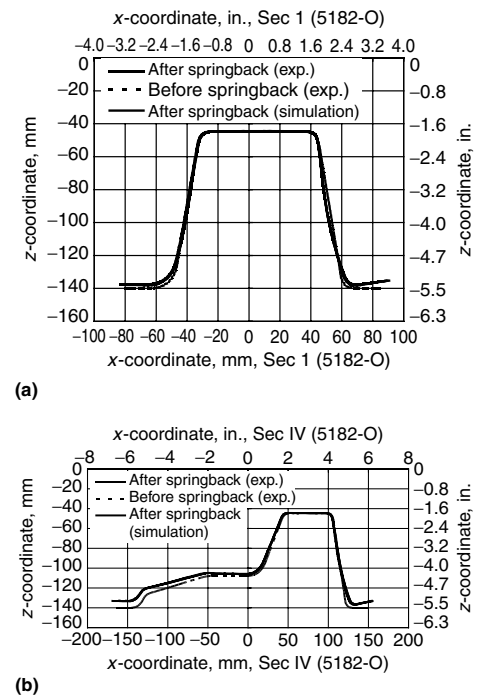 x-coordinate, in., Sec 1 (5182-O)
−4.0 −3.2 −2.4 −1.6 −0.8 0 0.8 1.6 2.4 3.2 4.0
After springback (exp.)
Before springback (exp.)
After springback (simulation)
z-coordinate, mm
0
−20
−40
−60
−80
−100
−120
−140
−160
z-coordinate, in.
0
−0.8
−1.6
−2.4
−3.2
−4.0
−4.7
−5.5
−6.3
−100 −80 −60 −40 −20 0 20 40 60 80 100
x-coordinate, mm, Sec 1 (5182-O)
(a)
x-coordinate, in., Sec IV (5182-O)
−8 −6 −4 −2 0 2 4 6 8
After springback (exp.)
Before springback (exp.)
After springback
(simulation)
z-coordinate, mm
0
−20
−40
−60
−80
−100
−120
−140
−160
z-coordinate, in.
0
−0.8
−1.6
−2.4
−3.2
−4.0
−4.7
−5.5
−6.3
−200 −150 −100 −50 0 50 100 150 200
x-coordinate, mm, Sec IV (5182-O)
(b)